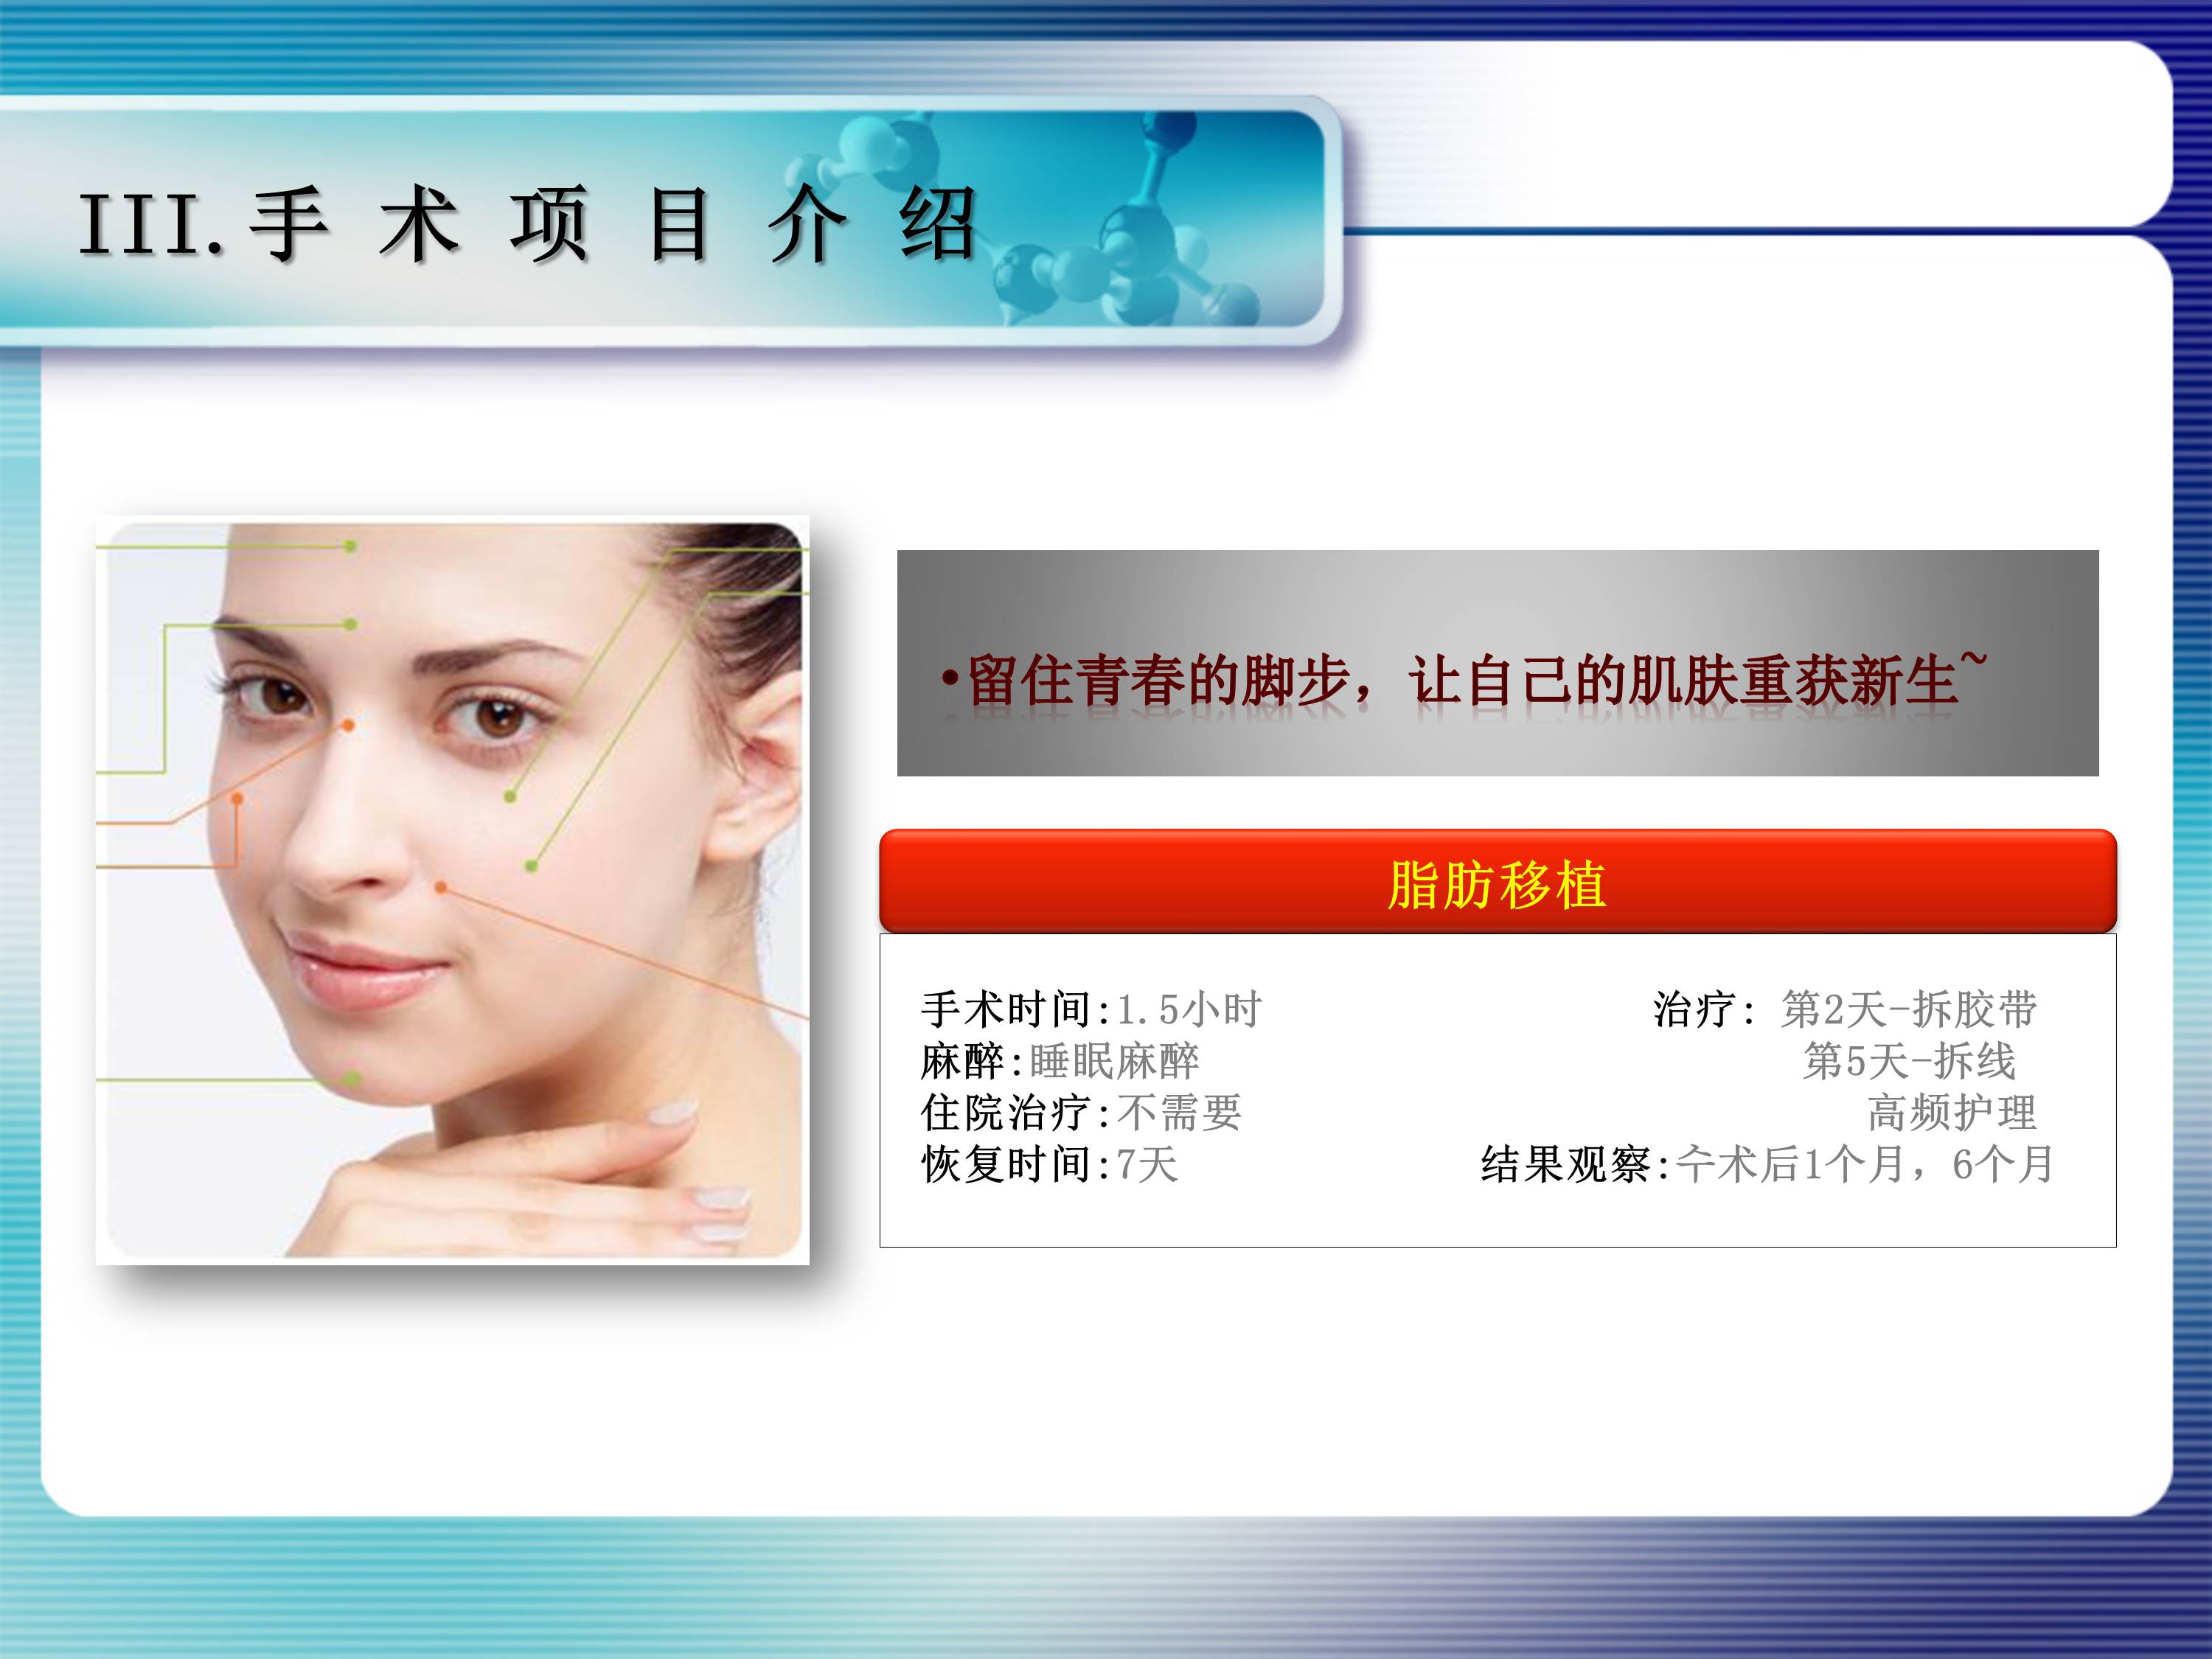 III.手 术 项 目 介 绍
•留住青春的脚步，让自己的肌肤重获新生~
脂肪移植
手术时间:1.5小时 治疗: 第2天-拆胶带
麻醉:睡眠麻醉 第5天-拆线
住院治疗:不需要 高频护理
恢复时间:7天 结果观察:亇术后1个月，6个月